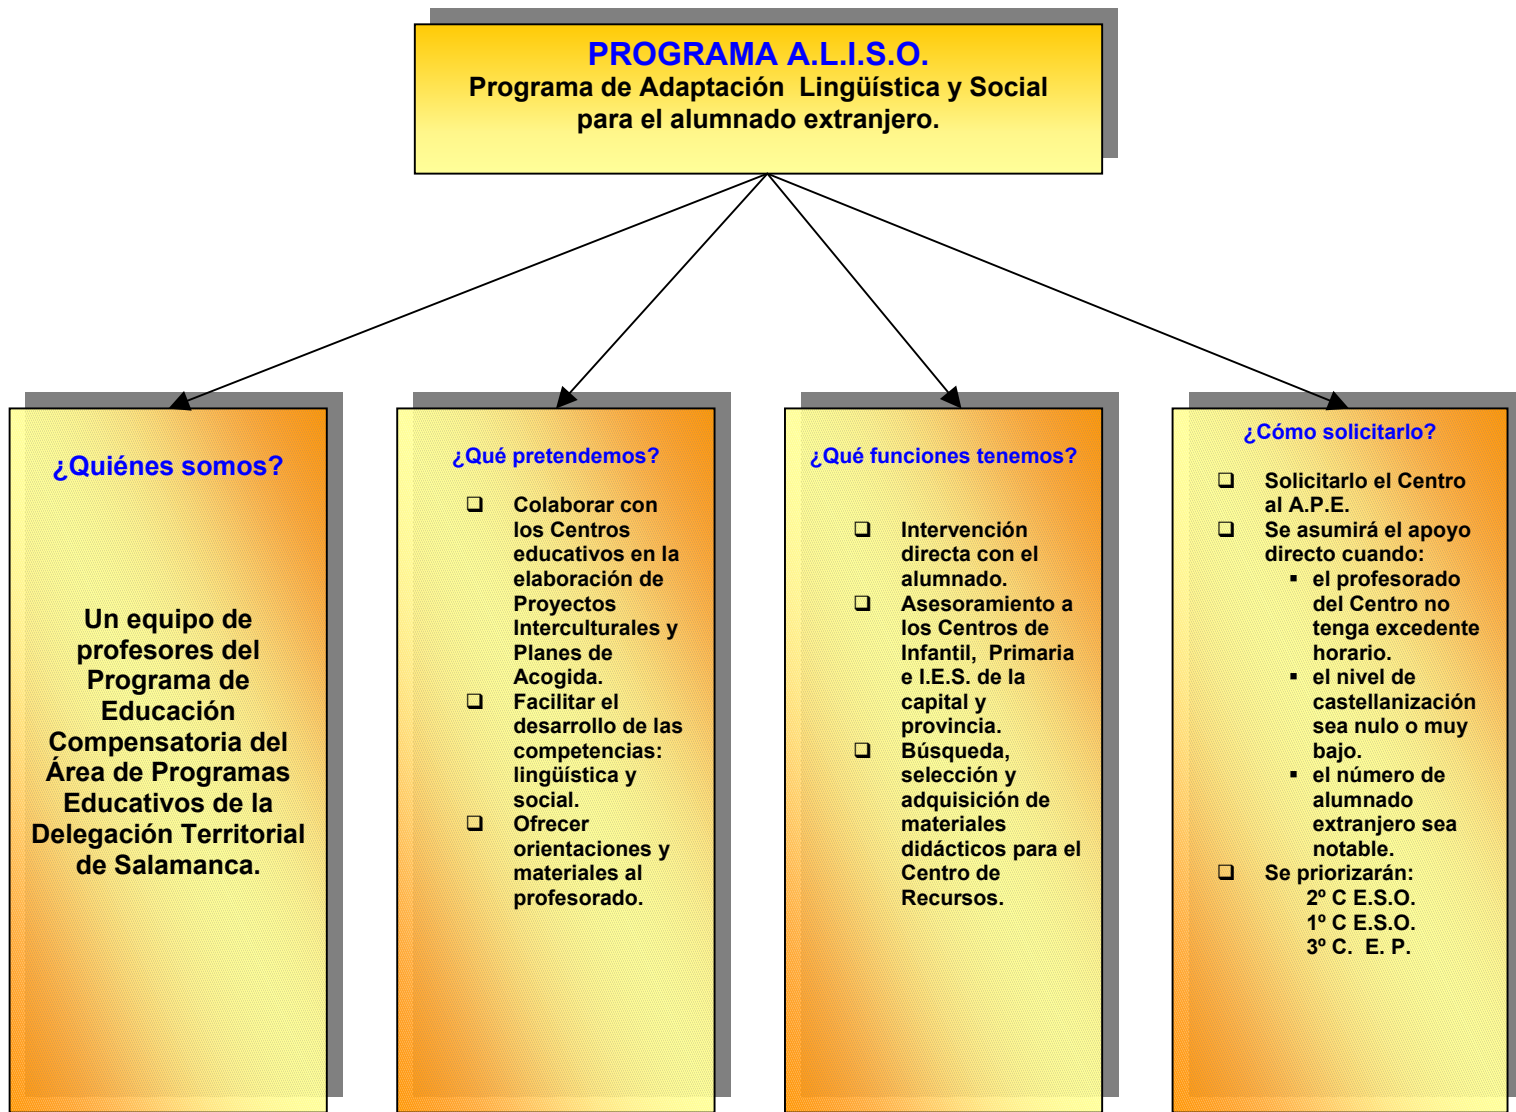 PROGRAMA A.L.I.S.O.
Programa de Adaptación Lingüística y Social
para el alumnado extranjero.
¿Quiénes somos?
Un equipo de
profesores del
Programa de
Educación
Compensatoria del
Área de Programas
Educativos de la
Delegación Territorial
de Salamanca.
¿Qué pretendemos?
❑ Colaborar con
los Centros
educativos en la
elaboración de
Proyectos
Interculturales y
Planes de
Acogida.
❑ Facilitar el
desarrollo de las
competencias:
lingüística y
social.
❑ Ofrecer
orientaciones y
materiales al
profesorado.
¿Qué funciones tenemos?
❑ Intervención
directa con el
alumnado.
❑ Asesoramiento a
los Centros de
Infantil, Primaria
e I.E.S. de la
capital y
provincia.
❑ Búsqueda,
selección y
adquisición de
materiales
didácticos para el
Centro de
Recursos.
¿Cómo solicitarlo?
❑ Solicitarlo el Centro
al A.P.E.
❑ Se asumirá el apoyo
directo cuando:
▪ el profesorado
del Centro no
tenga excedente
horario.
▪ el nivel de
castellanización
sea nulo o muy
bajo.
▪ el número de
alumnado
extranjero sea
notable.
❑ Se priorizarán:
2º C E.S.O.
1º C E.S.O.
3º C. E. P.